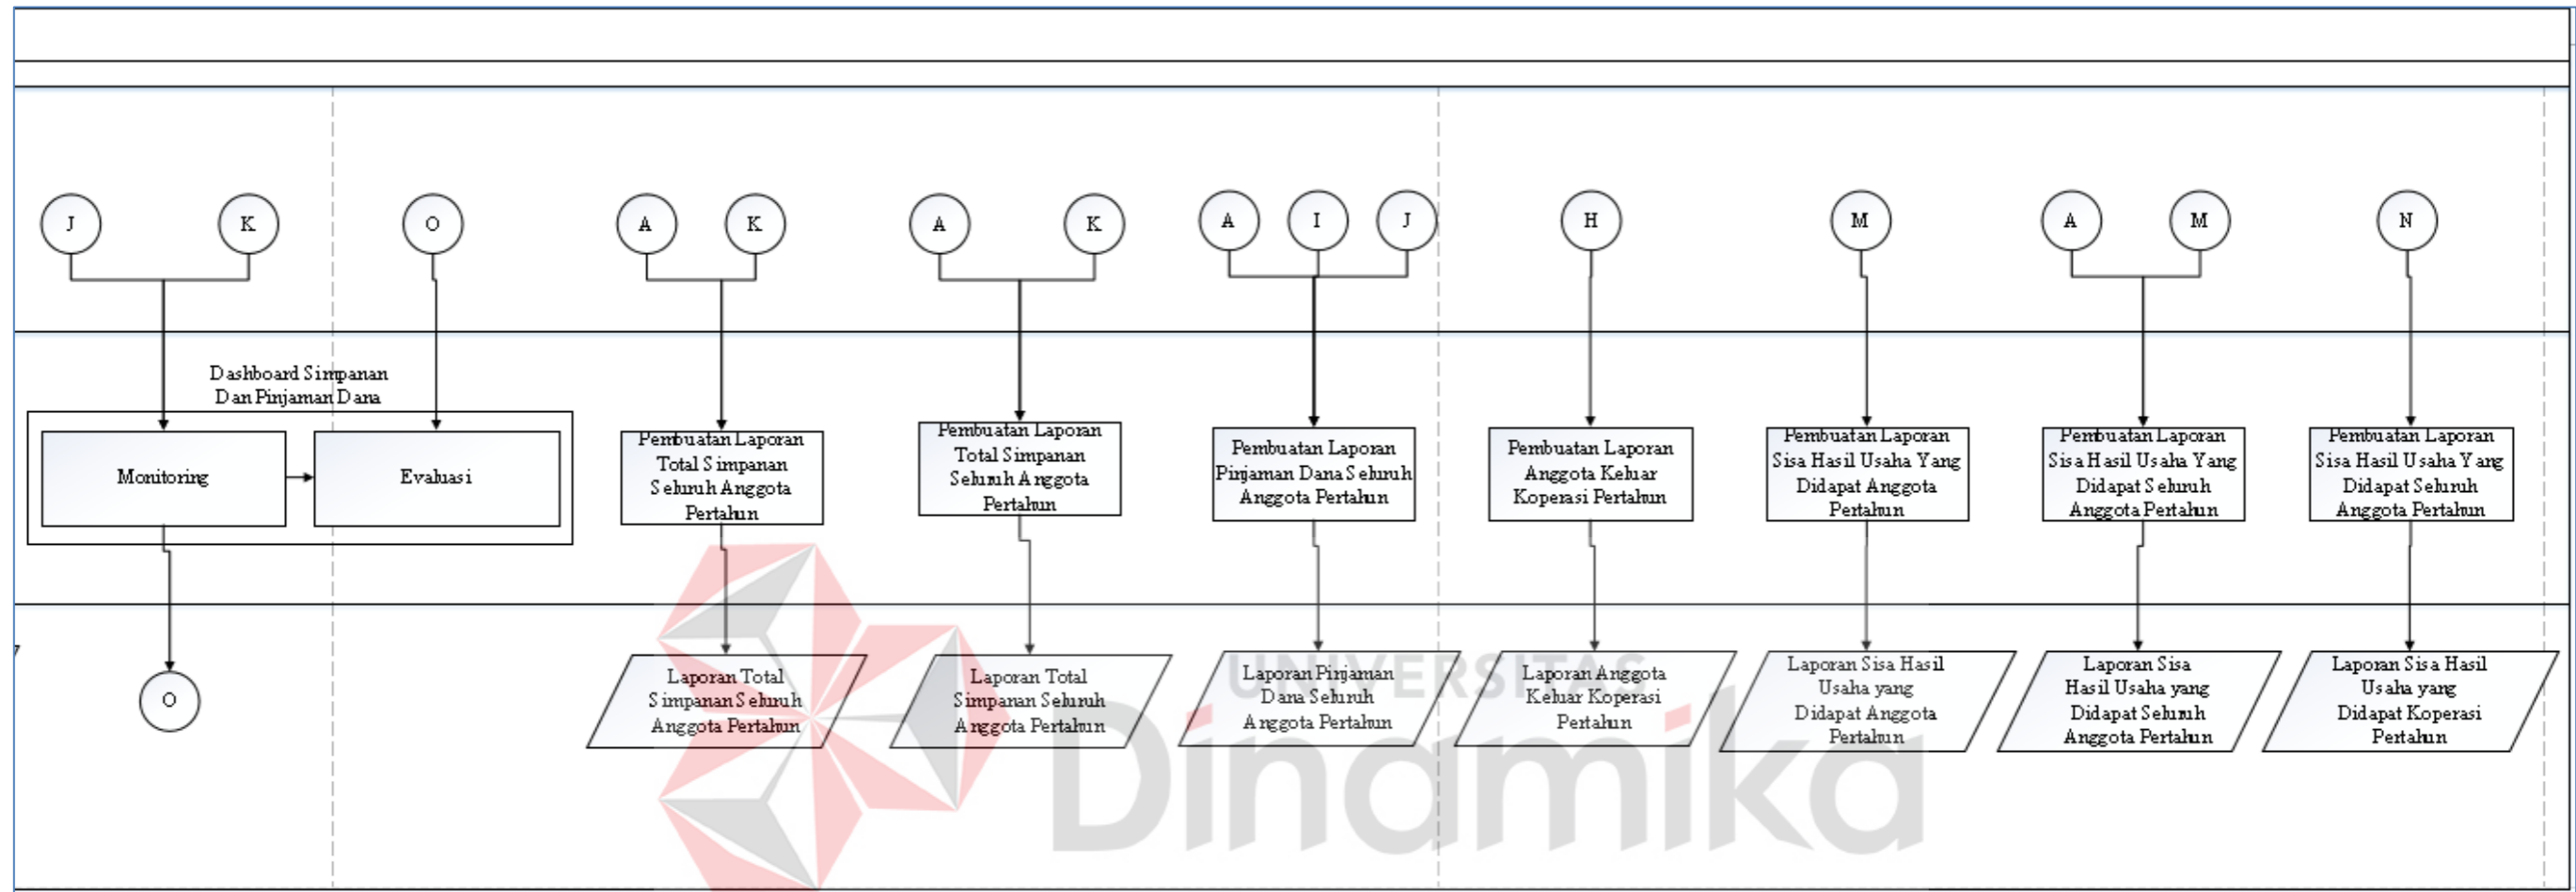 J
K
O
A
K
A
K
A
I
J
H
M
A
M
N
Dashboard Simpanan
Dan Pinjaman Dana
Monitoring
Evaluasi
Pembuatan Laporan
Total Simpanan
Seluruh Anggota
Pertahun
Pembuatan Laporan
Total Simpanan
Seluruh Anggota
Pertahun
Pembuatan Laporan
Pinjaman Dana Seluruh
Anggota Pertahun
Pembuatan Laporan
Anggota Keluar
Koperasi Pertahun
Pembuatan Laporan
Sisa Hasil Usaha Yang
Didapat Anggota
Pertahun
Pembuatan Laporan
Sisa Hasil Usaha Yang
Didapat Seluruh
Anggota Pertahun
Pembuatan Laporan
Sisa Hasil Usaha Yang
Didapat Seluruh
Anggota Pertahun
O
Laporan Total
Simpanan Seluruh
Anggota Pertahun
Laporan Total
Simpanan Seluruh
Anggota Pertahun
Laporan Pinjaman
Dana Seluruh
Anggota Pertahun
Laporan Anggota
Keluar Koperasi
Pertahun
Laporan Sisa Hasil
Usaha yang
Didapat Anggota
Pertahun
Laporan Sisa
Hasil Usaha yang
Didapat Seluruh
Anggota Pertahun
Laporan Sisa Hasil
Usaha yang
Didapat Koperasi
Pertahun
UNIVERSITAS
Dinamika